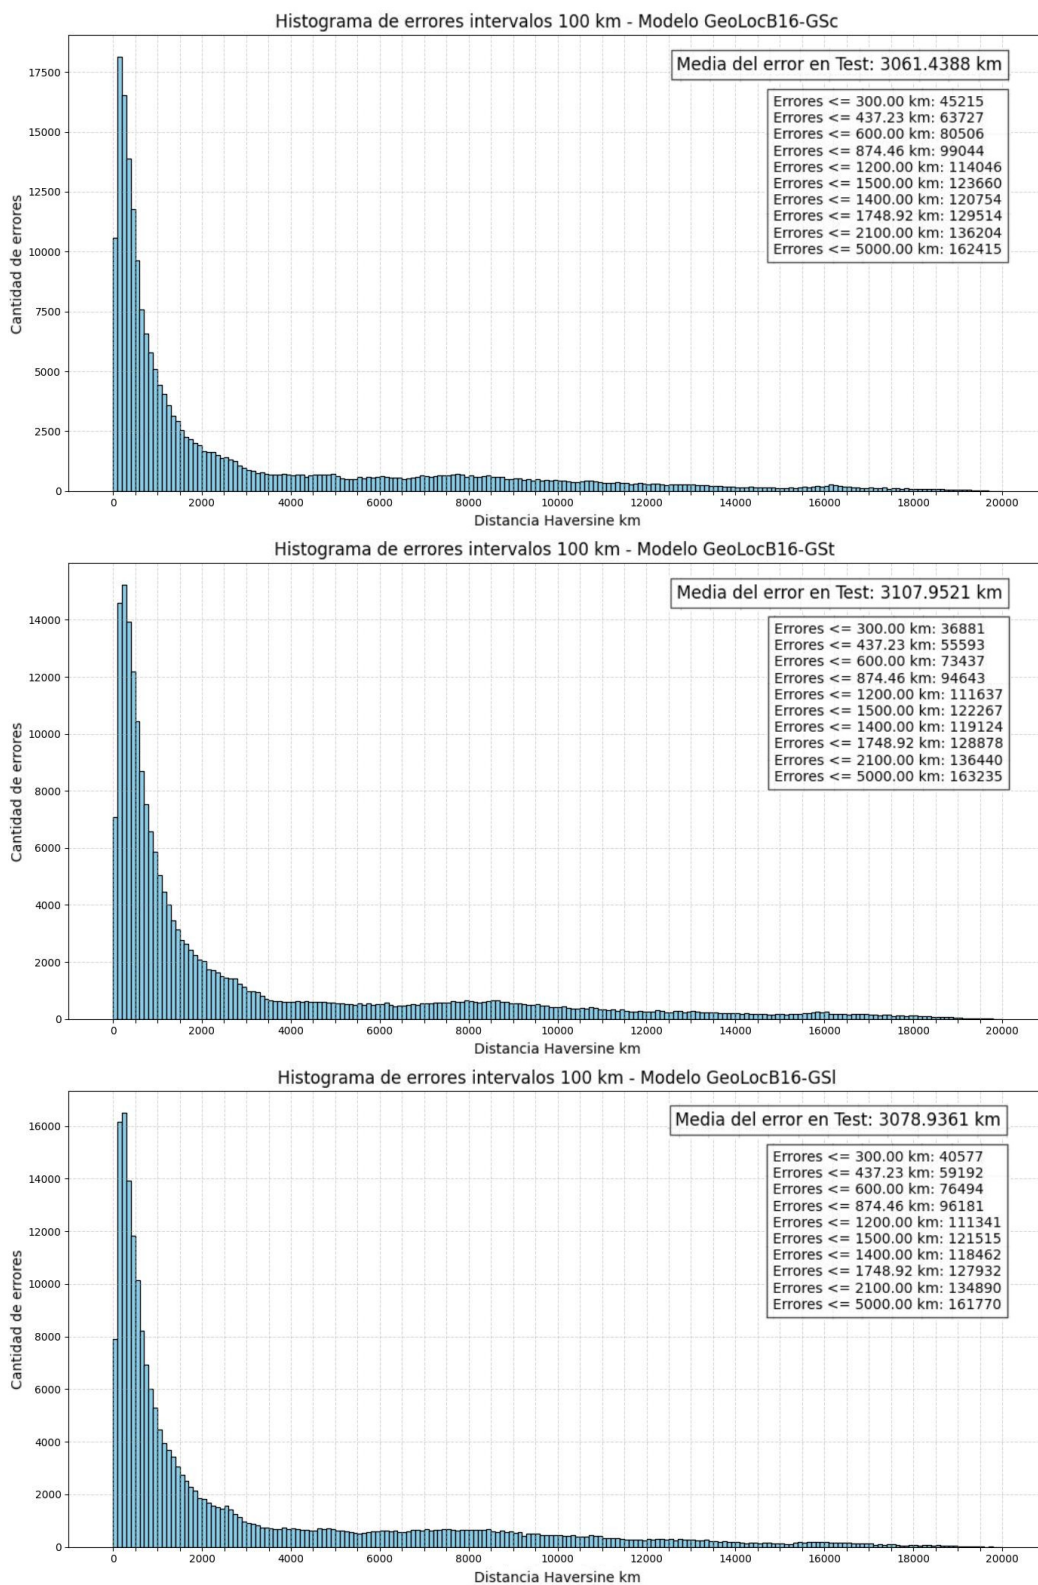 Histograma de errores intervalos 100 km - Modelo GeoLocB16-GSc
Media del error en Test: 3061.4388 km
Errores <= 300.00 km: 45215
Errores <= 437.23 km: 63727
Errores <= 600.00 km: 80506
Errores <= 874.46 km: 99044
Errores <= 1200.00 km: 114046
Errores <= 1500.00 km: 123660
Errores <= 1400.00 km: 120754
Errores <= 1748.92 km: 129514
Errores <= 2100.00 km: 136204
Errores <= 5000.00 km: 162415
Cantidad de errores
17500
15000
12500
10000
7500
5000
2500
0
0 2000 4000 6000 8000 10000 12000 14000 16000 18000 20000
Distancia Haversine km
Histograma de errores intervalos 100 km - Modelo GeoLocB16-GSt
Media del error en Test: 3107.9521 km
Errores <= 300.00 km: 36881
Errores <= 437.23 km: 55593
Errores <= 600.00 km: 73437
Errores <= 874.46 km: 94643
Errores <= 1200.00 km: 111637
Errores <= 1500.00 km: 122267
Errores <= 1400.00 km: 119124
Errores <= 1748.92 km: 128878
Errores <= 2100.00 km: 136440
Errores <= 5000.00 km: 163235
Cantidad de errores
14000
12000
10000
8000
6000
4000
2000
0
0 2000 4000 6000 8000 10000 12000 14000 16000 18000 20000
Distancia Haversine km
Histograma de errores intervalos 100 km - Modelo GeoLocB16-GSl
Media del error en Test: 3078.9361 km
Errores <= 300.00 km: 40577
Errores <= 437.23 km: 59192
Errores <= 600.00 km: 76494
Errores <= 874.46 km: 96181
Errores <= 1200.00 km: 111341
Errores <= 1500.00 km: 121515
Errores <= 1400.00 km: 118462
Errores <= 1748.92 km: 127932
Errores <= 2100.00 km: 134890
Errores <= 5000.00 km: 161770
Cantidad de errores
16000
14000
12000
10000
8000
6000
4000
2000
0
0 2000 4000 6000 8000 10000 12000 14000 16000 18000 20000
Distancia Haversine km